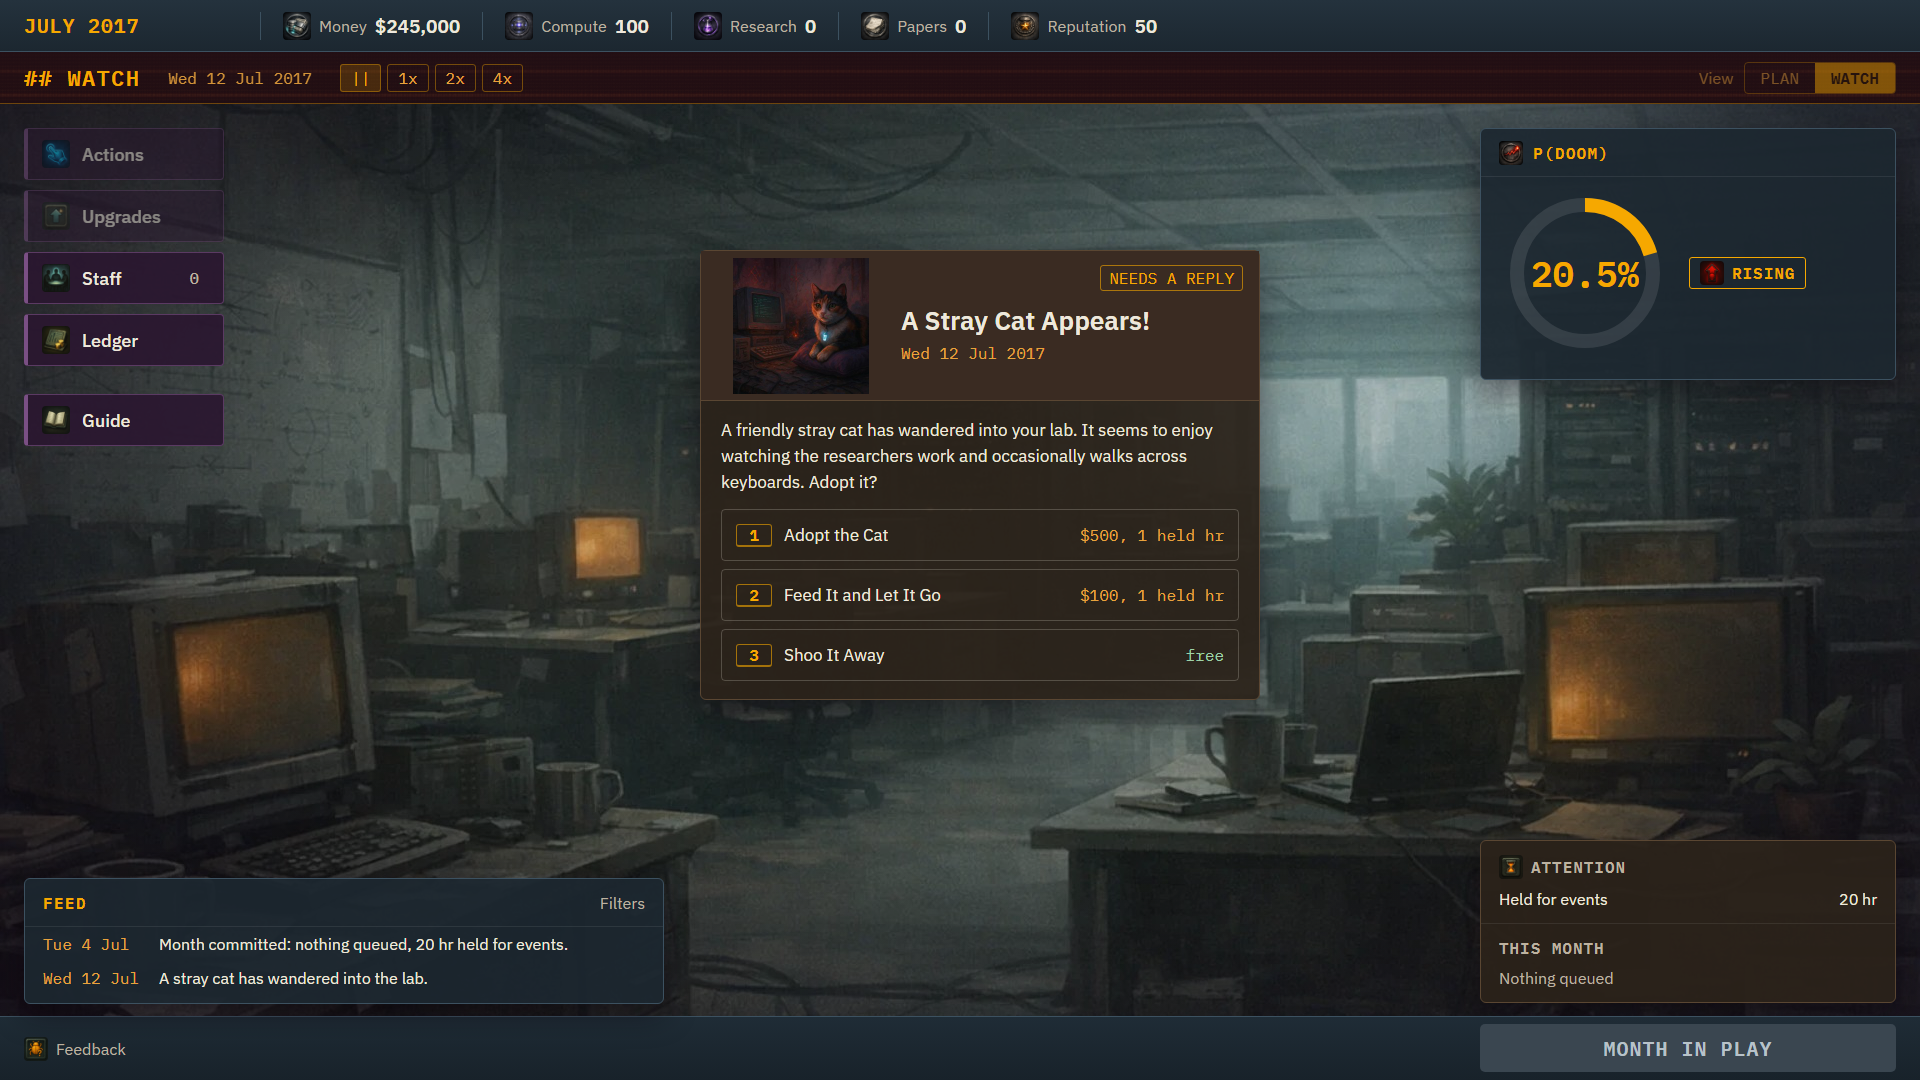 JULY 2017
Money $245,000
Compute 100
Research 0
Papers 0
Reputation 50
## WATCH
Wed 12 Jul 2017
||
1x
2x
4x
View
PLAN
WATCH
Actions
Upgrades
Staff 0
Ledger
Guide
NEEDS A REPLY
A Stray Cat Appears!
Wed 12 Jul 2017
A friendly stray cat has wandered into your lab. It seems to enjoy
watching the researchers work and occasionally walks across
keyboards. Adopt it?
1 Adopt the Cat $500, 1 held hr
2 Feed It and Let It Go $100, 1 held hr
3 Shoo It Away free
P(DOOM)
20.5%
RISING
FEED
Filters
Tue 4 Jul Month committed: nothing queued, 20 hr held for events.
Wed 12 Jul A stray cat has wandered into the lab.
ATTENTION
Held for events 20 hr
THIS MONTH
Nothing queued
Feedback
MONTH IN PLAY